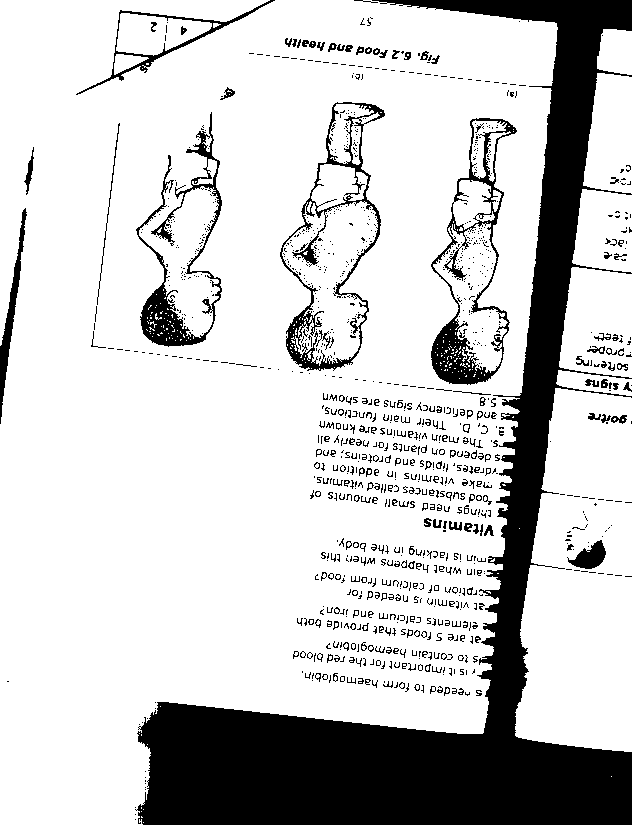 is needed to form haemoglobin.
is it important for the red blood
to contain haemoglobin?
at are 5 foods that provide both
elements calcium and iron?
at vitamin is needed for
sorption of calcium from food?
ain what happens when this
amin is lacking in the body.
Vitamins
things need small amounts of
food substances called vitamins.
make vitamins in addition to
ydrates, lipids and proteins; and
s depend on plants for nearly all
rs. The main vitamins are known
B, C, D. Their main functions,
es and deficiency signs are shown
5.8
(a)
(b)
Fig. 6.2 Food and health
57
4
2
goitre
y signs
softening
proper
f teeth
pale